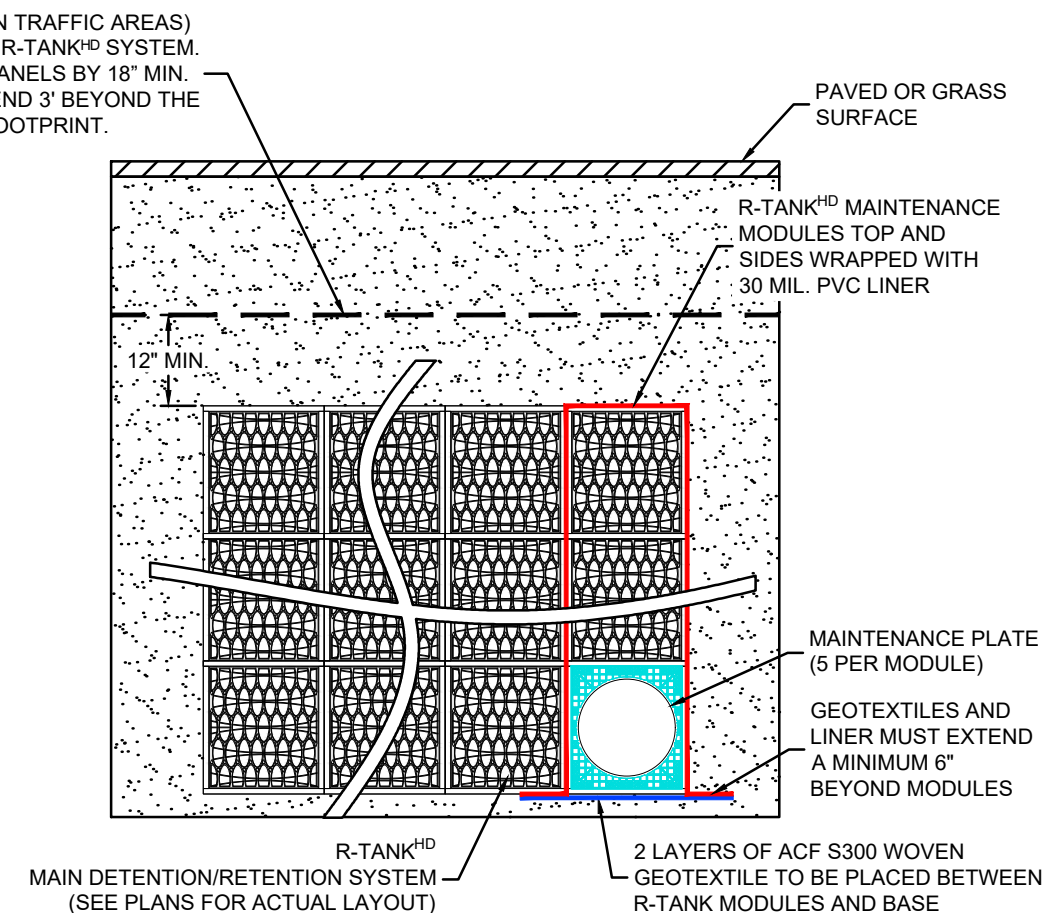 N TRAFFIC AREAS)
R-TANKHD SYSTEM.
ANELS BY 18" MIN.
END 3' BEYOND THE
OOTPRINT.
PAVED OR GRASS
SURFACE
R-TANKHD MAINTENANCE
MODULES TOP AND
SIDES WRAPPED WITH
30 MIL. PVC LINER
12" MIN.
MAINTENANCE PLATE
(5 PER MODULE)
GEOTEXTILES AND
LINER MUST EXTEND
A MINIMUM 6"
BEYOND MODULES
R-TANKHD
MAIN DETENTION/RETENTION SYSTEM
(SEE PLANS FOR ACTUAL LAYOUT)
2 LAYERS OF ACF S300 WOVEN
GEOTEXTILE TO BE PLACED BETWEEN
R-TANK MODULES AND BASE